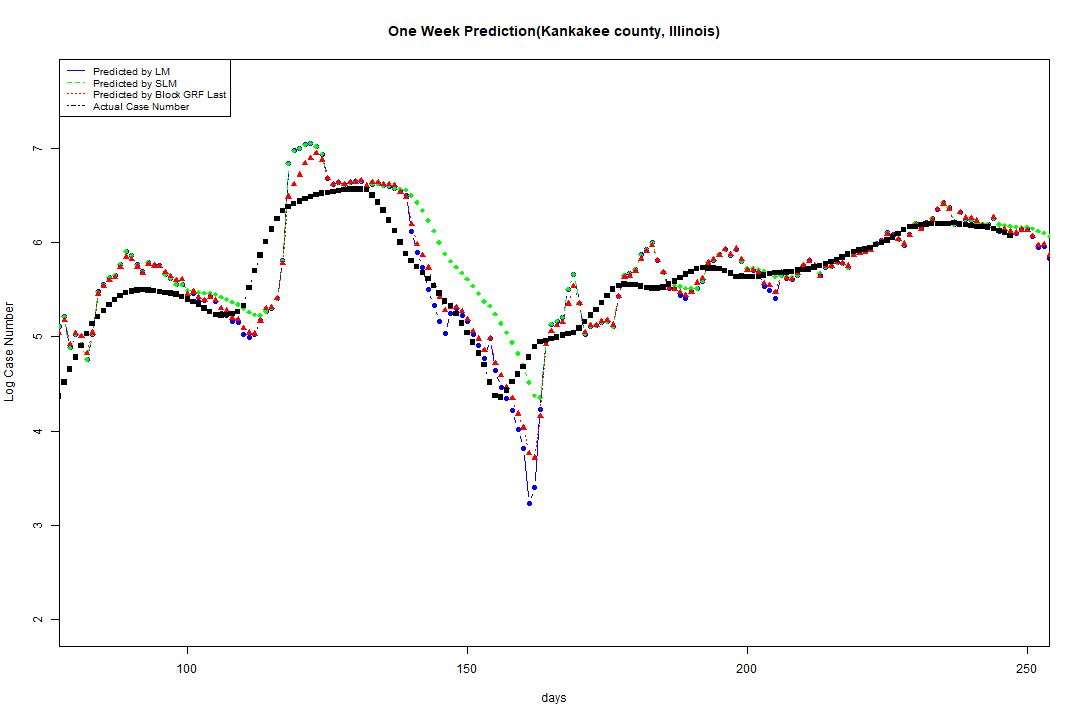 One Week Prediction(Kankakee county, Illinois)
Predicted by LM
Predicted by SLM
Predicted by Block GRF Last
Actual Case Number
7
6
5
4
3
2
Log Case Number
100 150 200 250
days